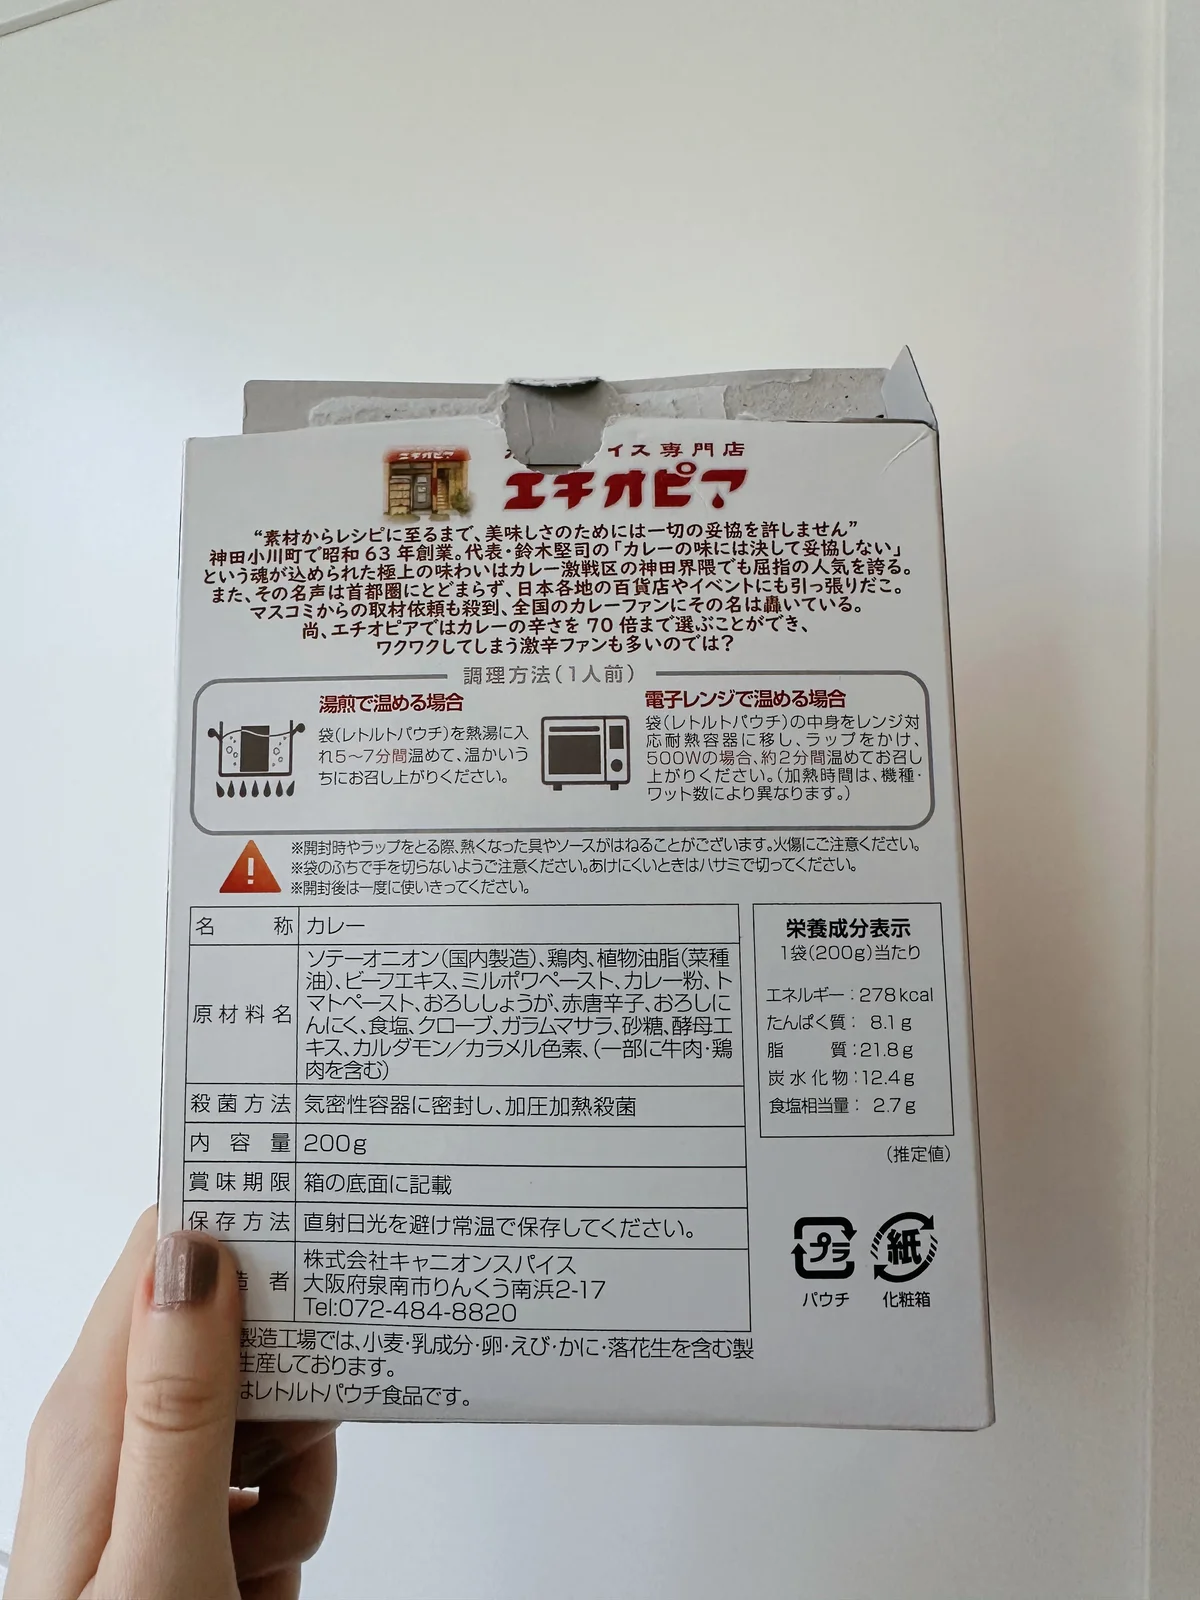 エチオピア
イス専門店
エチオピア
“素材からレシピに至るまで、美味しさのためには一切の妥協を許しません”
神田小川町で昭和63年創業。代表・鈴木堅司の「カレーの味には決して妥協しない」
という魂が込められた極上の味わいはカレー激戦区の神田界隈でも屈指の人気を誇る。
また、その名声は首都圏にとどまらず、日本各地の百貨店やイベントにも引っ張りだこ。
マスコミからの取材依頼も殺到、全国のカレーファンにその名は轟いている。
尚、エチオピアではカレーの辛さを70倍まで選ぶことができ、
ワクワクしてしまう激辛ファンも多いのでは？
調理方法(1人前)
湯煎で温める場合
袋(レトルトパウチ)を熱湯に入
れ5～7分間温めて、温かいう
ちにお召し上がりください。
電子レンジで温める場合
袋(レトルトパウチ)の中身をレンジ対
応耐熱容器に移し、ラップをかけ、
500Wの場合、約2分間温めてお召し
上がりください。(加熱時間は、機種・
ワット数により異なります。)
※開封時やラップをとる際、熱くなった具やソースがはねることがございます。火傷にご注意ください。
※袋のふちで手を切らないようご注意ください。あけにくいときはハサミで切ってください。
※開封後は一度に使いきってください。
名称 カレー
原材料名 ソテーオニオン(国内製造)、鶏肉、植物油脂(菜種
油)、ビーフエキス、ミルポワペースト、カレー粉、ト
マトペースト、おろししょうが、赤唐辛子、おろしに
んにく、食塩、クローブ、ガラムマサラ、砂糖、酵母エ
キス、カルダモン／カラメル色素、(一部に牛肉・鶏
肉を含む)
殺菌方法 気密性容器に密封し、加圧加熱殺菌
内容量 200g
賞味期限 箱の底面に記載
保存方法 直射日光を避け常温で保存してください。
造者 株式会社キャニオンスパイス
大阪府泉南市りんくう南浜2-17
Tel:072-484-8820
製造工場では、小麦・乳成分・卵・えび・かに・落花生を含む製
生産しております。
はレトルトパウチ食品です。
栄養成分表示
1袋(200g)当たり
エネルギー：278kcal
たんぱく質：8.1g
脂質：21.8g
炭水化物：12.4g
食塩相当量：2.7g
(推定値)
プラ
パウチ
紙
化粧箱